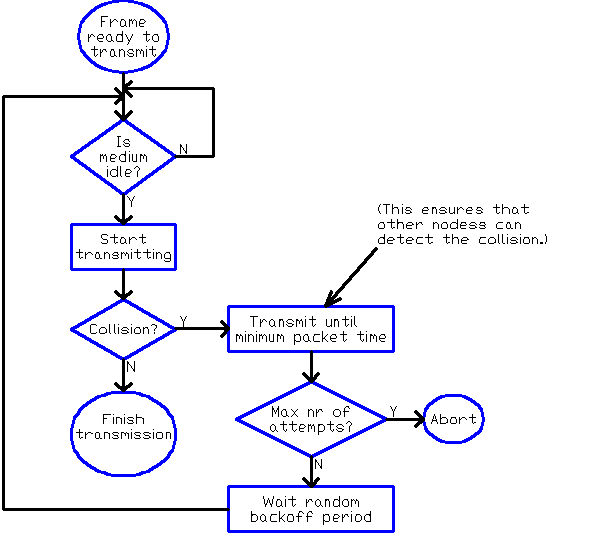 Frame
ready to
transmit
Is
medium
idle?
N
Y
Start
transmitting
(This ensures that
other nodess can
detect the collision.)
Collision?
Y
N
Transmit until
minimum packet time
Finish
transmission
Max nr of
attempts?
Y
N
Abort
Wait random
backoff period